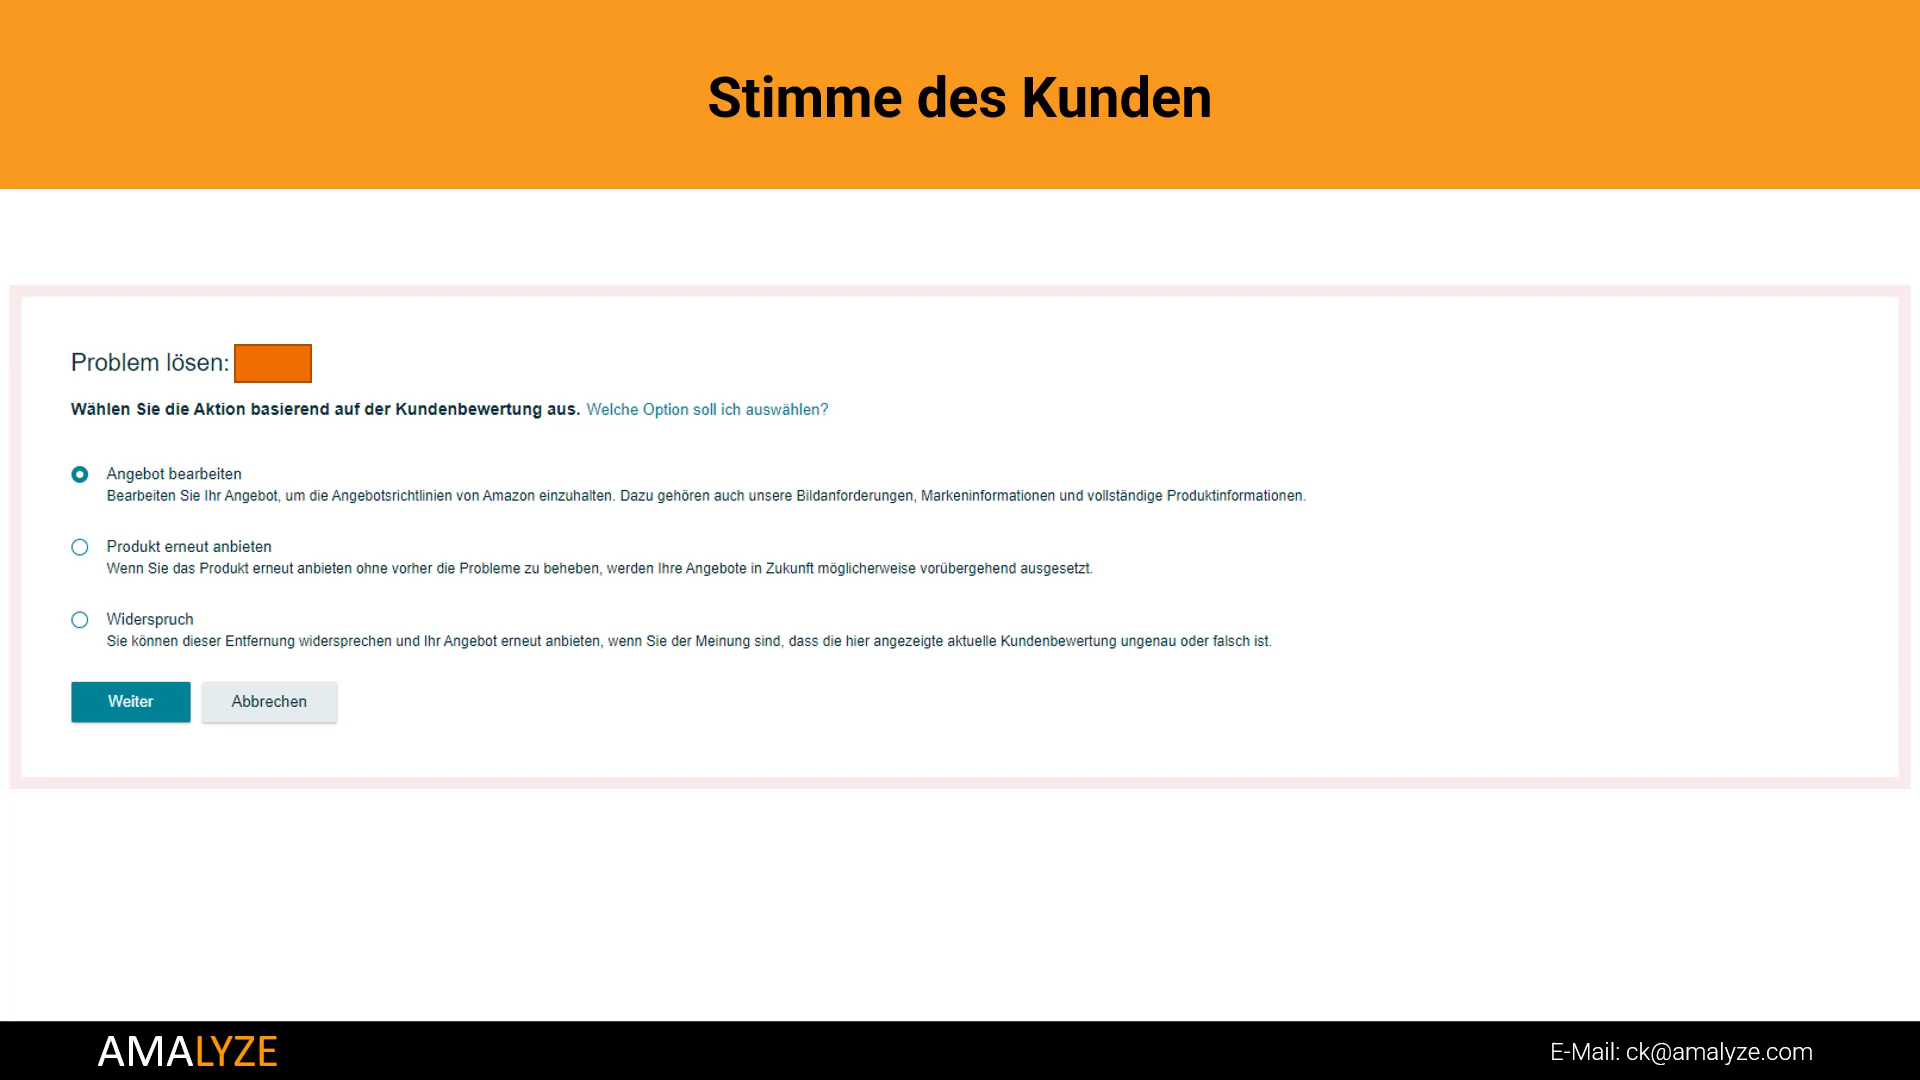 Stimme des Kunden
Problem lösen:
Wählen Sie die Aktion basierend auf der Kundenbewertung aus. Welche Option soll ich auswählen?
Angebot bearbeiten
Bearbeiten Sie Ihr Angebot, um die Angebotsrichtlinien von Amazon einzuhalten. Dazu gehören auch unsere Bildanforderungen, Markeninformationen und vollständige Produktinformationen.
Produkt erneut anbieten
Wenn Sie das Produkt erneut anbieten ohne vorher die Probleme zu beheben, werden Ihre Angebote in Zukunft möglicherweise vorübergehend ausgesetzt.
Widerspruch
Sie können dieser Entfernung widersprechen und Ihr Angebot erneut anbieten, wenn Sie der Meinung sind, dass die hier angezeigte aktuelle Kundenbewertung ungenau oder falsch ist.
Weiter Abbrechen
AMALYZE E-Mail: ck@amalyze.com